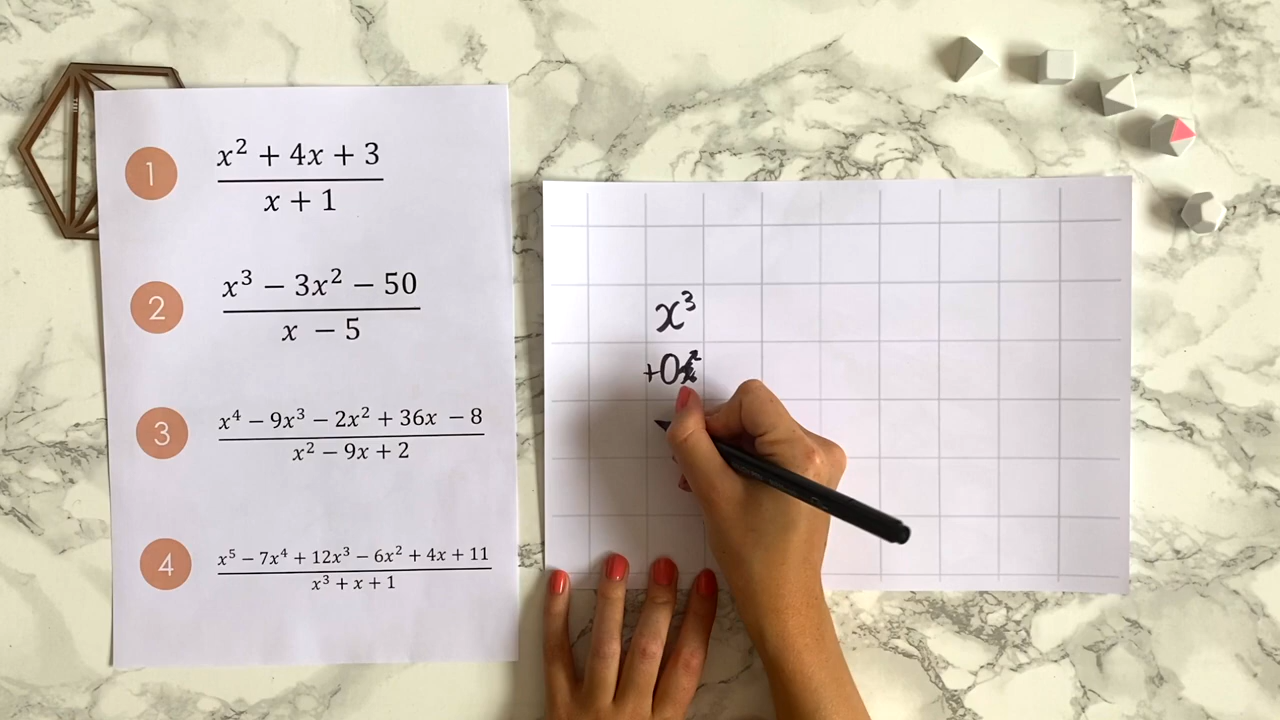 1
x² + 4x + 3
x + 1
2
x³ − 3x² − 50
x − 5
3
x⁴ − 9x³ − 2x² + 36x − 8
x² − 9x + 2
4
x⁵ − 7x⁴ + 12x³ − 6x² + 4x + 11
x³ + x + 1
x³
+0x²